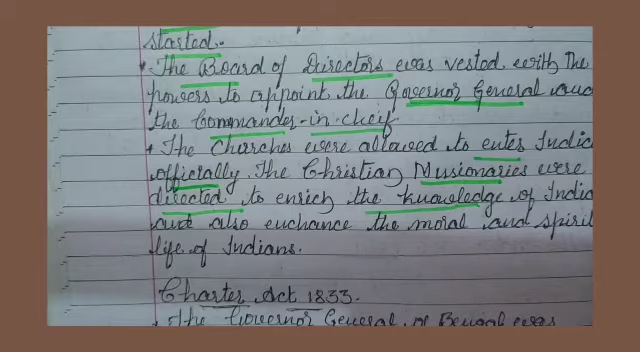 started.
* The Board of Directors was vested with the
powers to appoint the Governor General and
the Commander-in-cheif
* The Churches were allowed to enter India
officially. The Christian Missionaries were
directed to enrich the knowledge of India
and also enchance the moral and spirit
life of Indians.
Charter Act 1833.
* The Governor General of Bengal was